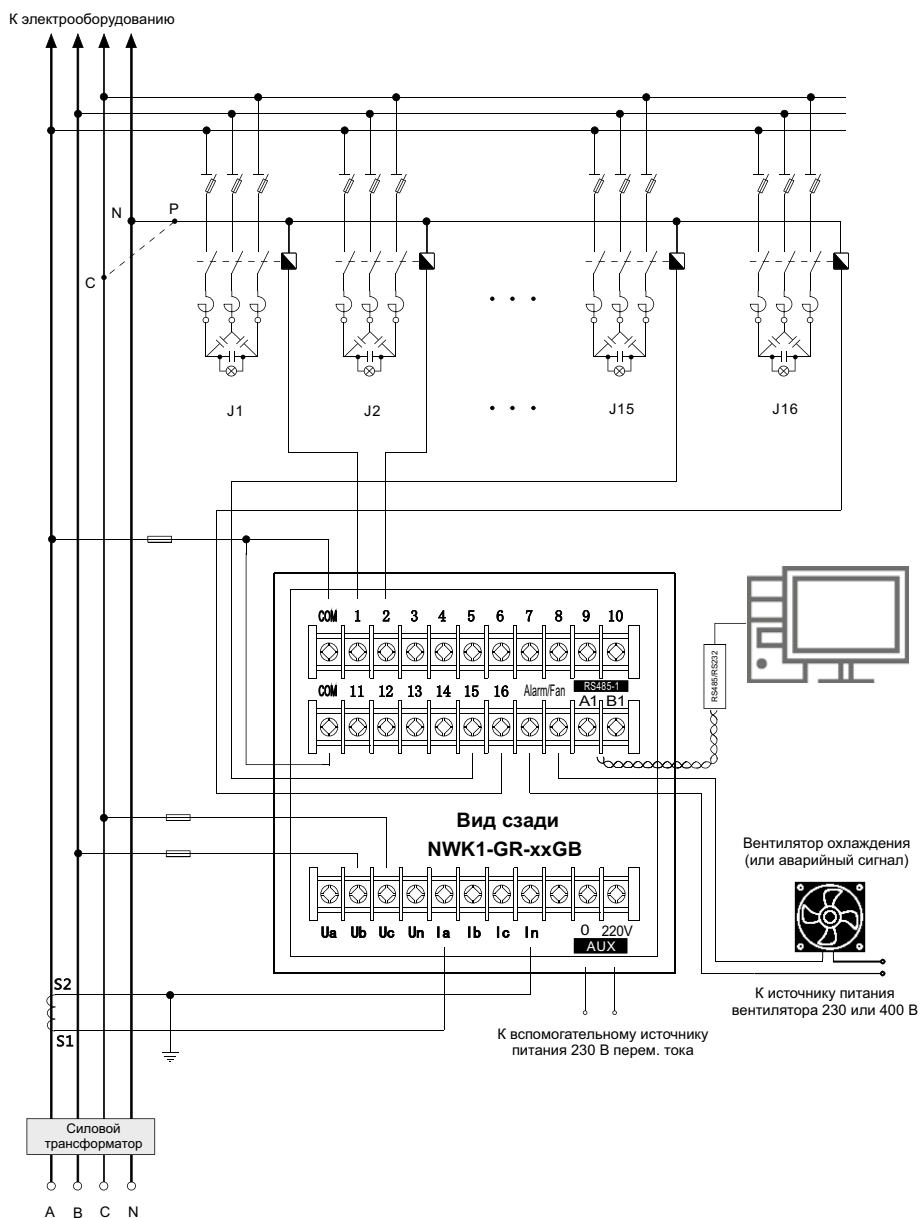 К электрооборудованию
N
P
C
J1
J2
J15
J16
COM 1 2 3 4 5 6 7 8 9 10
COM 11 12 13 14 15 16 Alarm/Fan RS485-1
A1 B1
RS485/RS232
Вид сзади
NWK1-GR-xxGB
Вентилятор охлаждения
(или аварийный сигнал)
Ua Ub Uc Un Ia Ib Ic In 0 220V
AUX
S2
S1
К источнику питания
вентилятора 230 или 400 В
К вспомогательному источнику
питания 230 В перем. тока
Силовой
трансформатор
A B C N